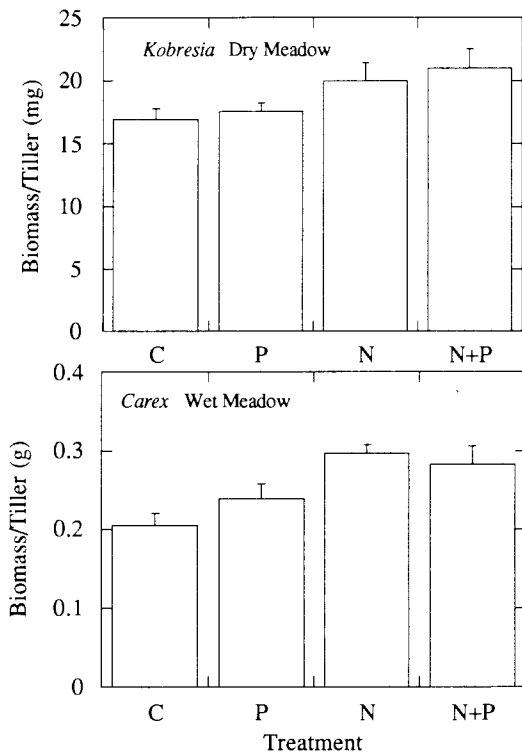 25
Kobresia Dry Meadow
20
15
10
5
0
Biomass/Tiller (mg)
C P N N+P
0.4
Carex Wet Meadow
0.3
0.2
0.1
0
Biomass/Tiller (g)
C P N N+P
Treatment